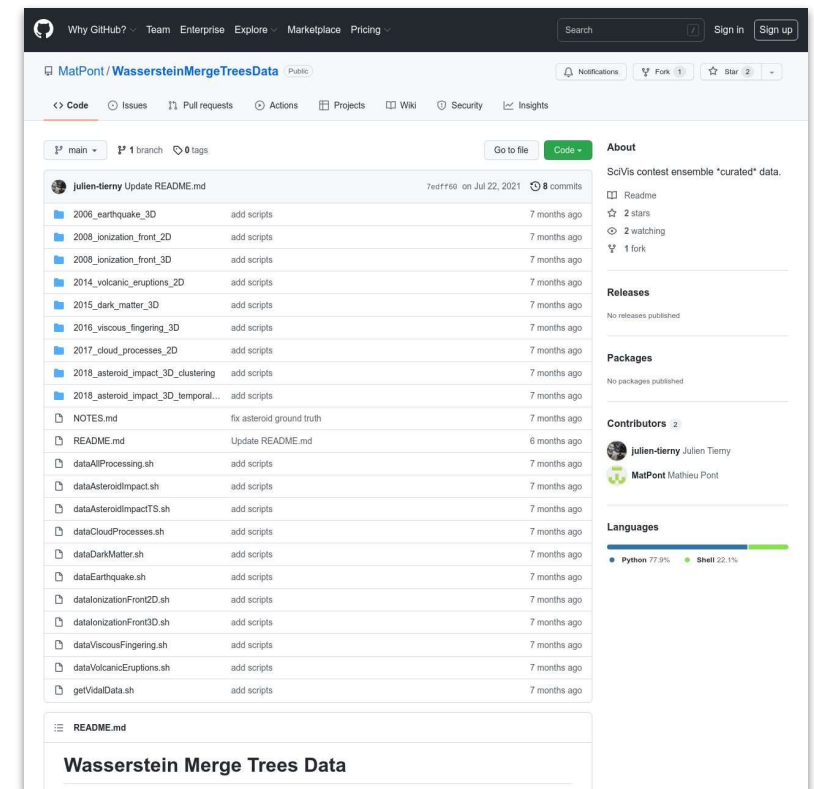 Why GitHub? Team Enterprise Explore Marketplace Pricing Search / Sign in Sign up
MatPont / WassersteinMergeTreesData Public Notifications Fork 1 Star 2
<> Code Issues Pull requests Actions Projects Wiki Security Insights
main 1 branch 0 tags Go to file Code
julien-tierny Update README.md 7edff60 on Jul 22, 2021 8 commits
2006_earthquake_3D add scripts 7 months ago
2008_ionization_front_2D add scripts 7 months ago
2008_ionization_front_3D add scripts 7 months ago
2014_volcanic_eruptions_2D add scripts 7 months ago
2015_dark_matter_3D add scripts 7 months ago
2016_viscous_fingering_3D add scripts 7 months ago
2017_cloud_processes_2D add scripts 7 months ago
2018_asteroid_impact_3D_clustering add scripts 7 months ago
2018_asteroid_impact_3D_temporal... add scripts 7 months ago
NOTES.md fix asteroid ground truth 7 months ago
README.md Update README.md 6 months ago
dataAllProcessing.sh add scripts 7 months ago
dataAsteroidImpact.sh add scripts 7 months ago
dataAsteroidImpactTS.sh add scripts 7 months ago
dataCloudProcesses.sh add scripts 7 months ago
dataDarkMatter.sh add scripts 7 months ago
dataEarthquake.sh add scripts 7 months ago
dataIonizationFront2D.sh add scripts 7 months ago
dataIonizationFront3D.sh add scripts 7 months ago
dataViscousFingering.sh add scripts 7 months ago
dataVolcanicEruptions.sh add scripts 7 months ago
getVidalData.sh add scripts 7 months ago
README.md
Wasserstein Merge Trees Data
About
SciVis contest ensemble *curated* data.
Readme
2 stars
2 watching
1 fork
Releases
No releases published
Packages
No packages published
Contributors 2
julien-tierny Julien Tierny
MatPont Mathieu Pont
Languages
Python 77.9% Shell 22.1%